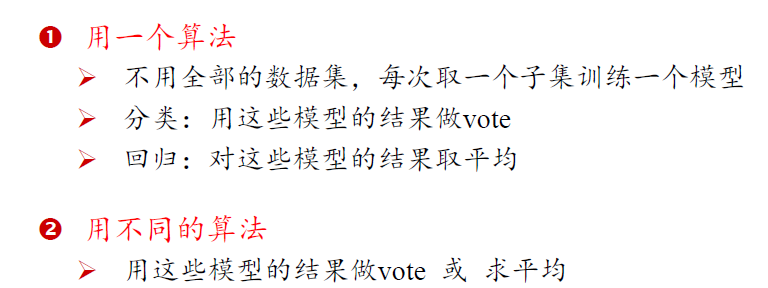 ❶ 用一个算法
➢ 不用全部的数据集，每次取一个子集训练一个模型
➢ 分类：用这些模型的结果做vote
➢ 回归：对这些模型的结果取平均
❷ 用不同的算法
➢ 用这些模型的结果做vote 或 求平均